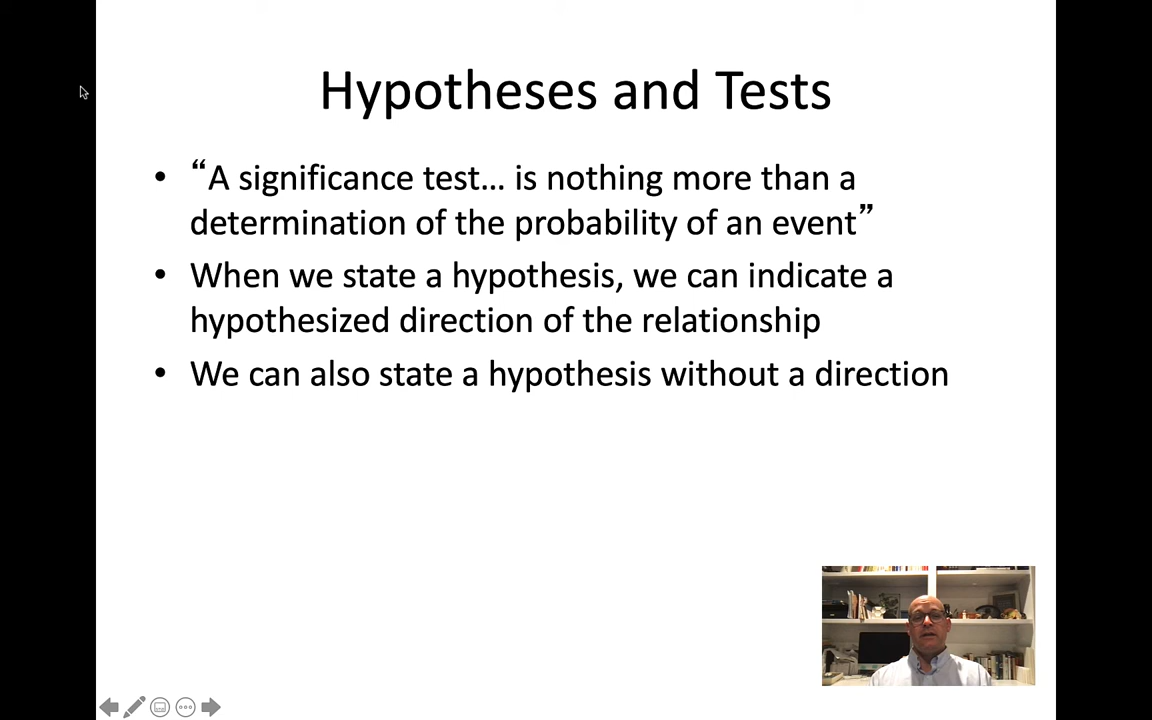 Hypotheses and Tests
• “A significance test… is nothing more than a
determination of the probability of an event”
• When we state a hypothesis, we can indicate a
hypothesized direction of the relationship
• We can also state a hypothesis without a direction